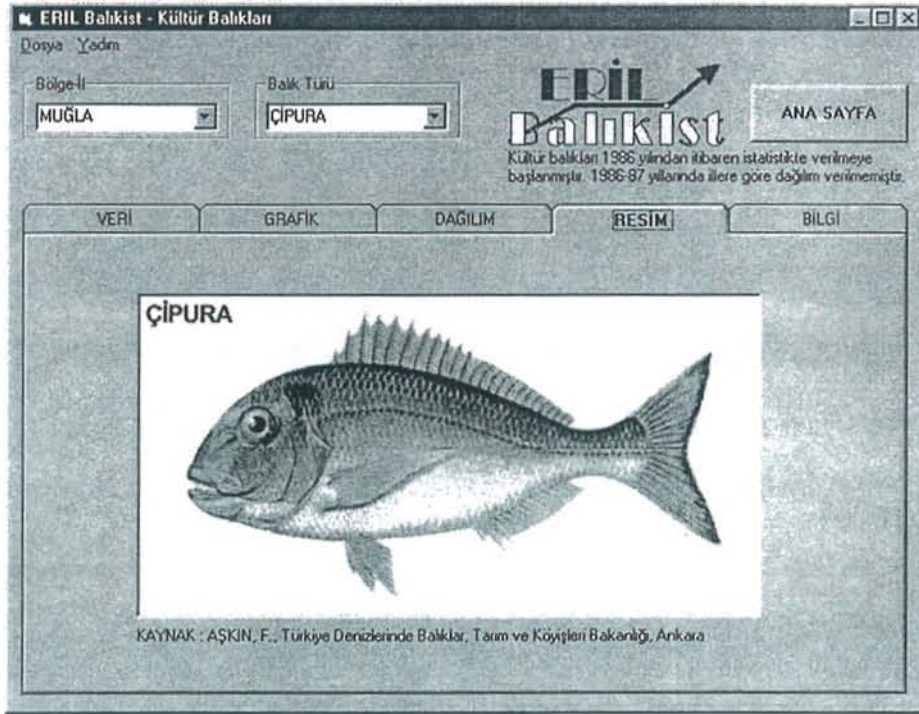 ERIL Balıkist - Kültür Balıkları
Dosya Yadım
Bölge-İl
Balık Türü
MUĞLA
ÇİPURA
ERİL
Balıkist
ANA SAYFA
Kültür balıkları 1986 yılından itibaren istatistikte verilmeye
başlanmıştır. 1986-87 yıllarında illere göre dağılım verilmemiştir.
VERİ
GRAFİK
DAĞILIM
RESİM
BİLGİ
ÇİPURA
KAYNAK : AŞKIN, F., Türkiye Denizlerinde Balıklar, Tarım ve Köyişleri Bakanlığı, Ankara